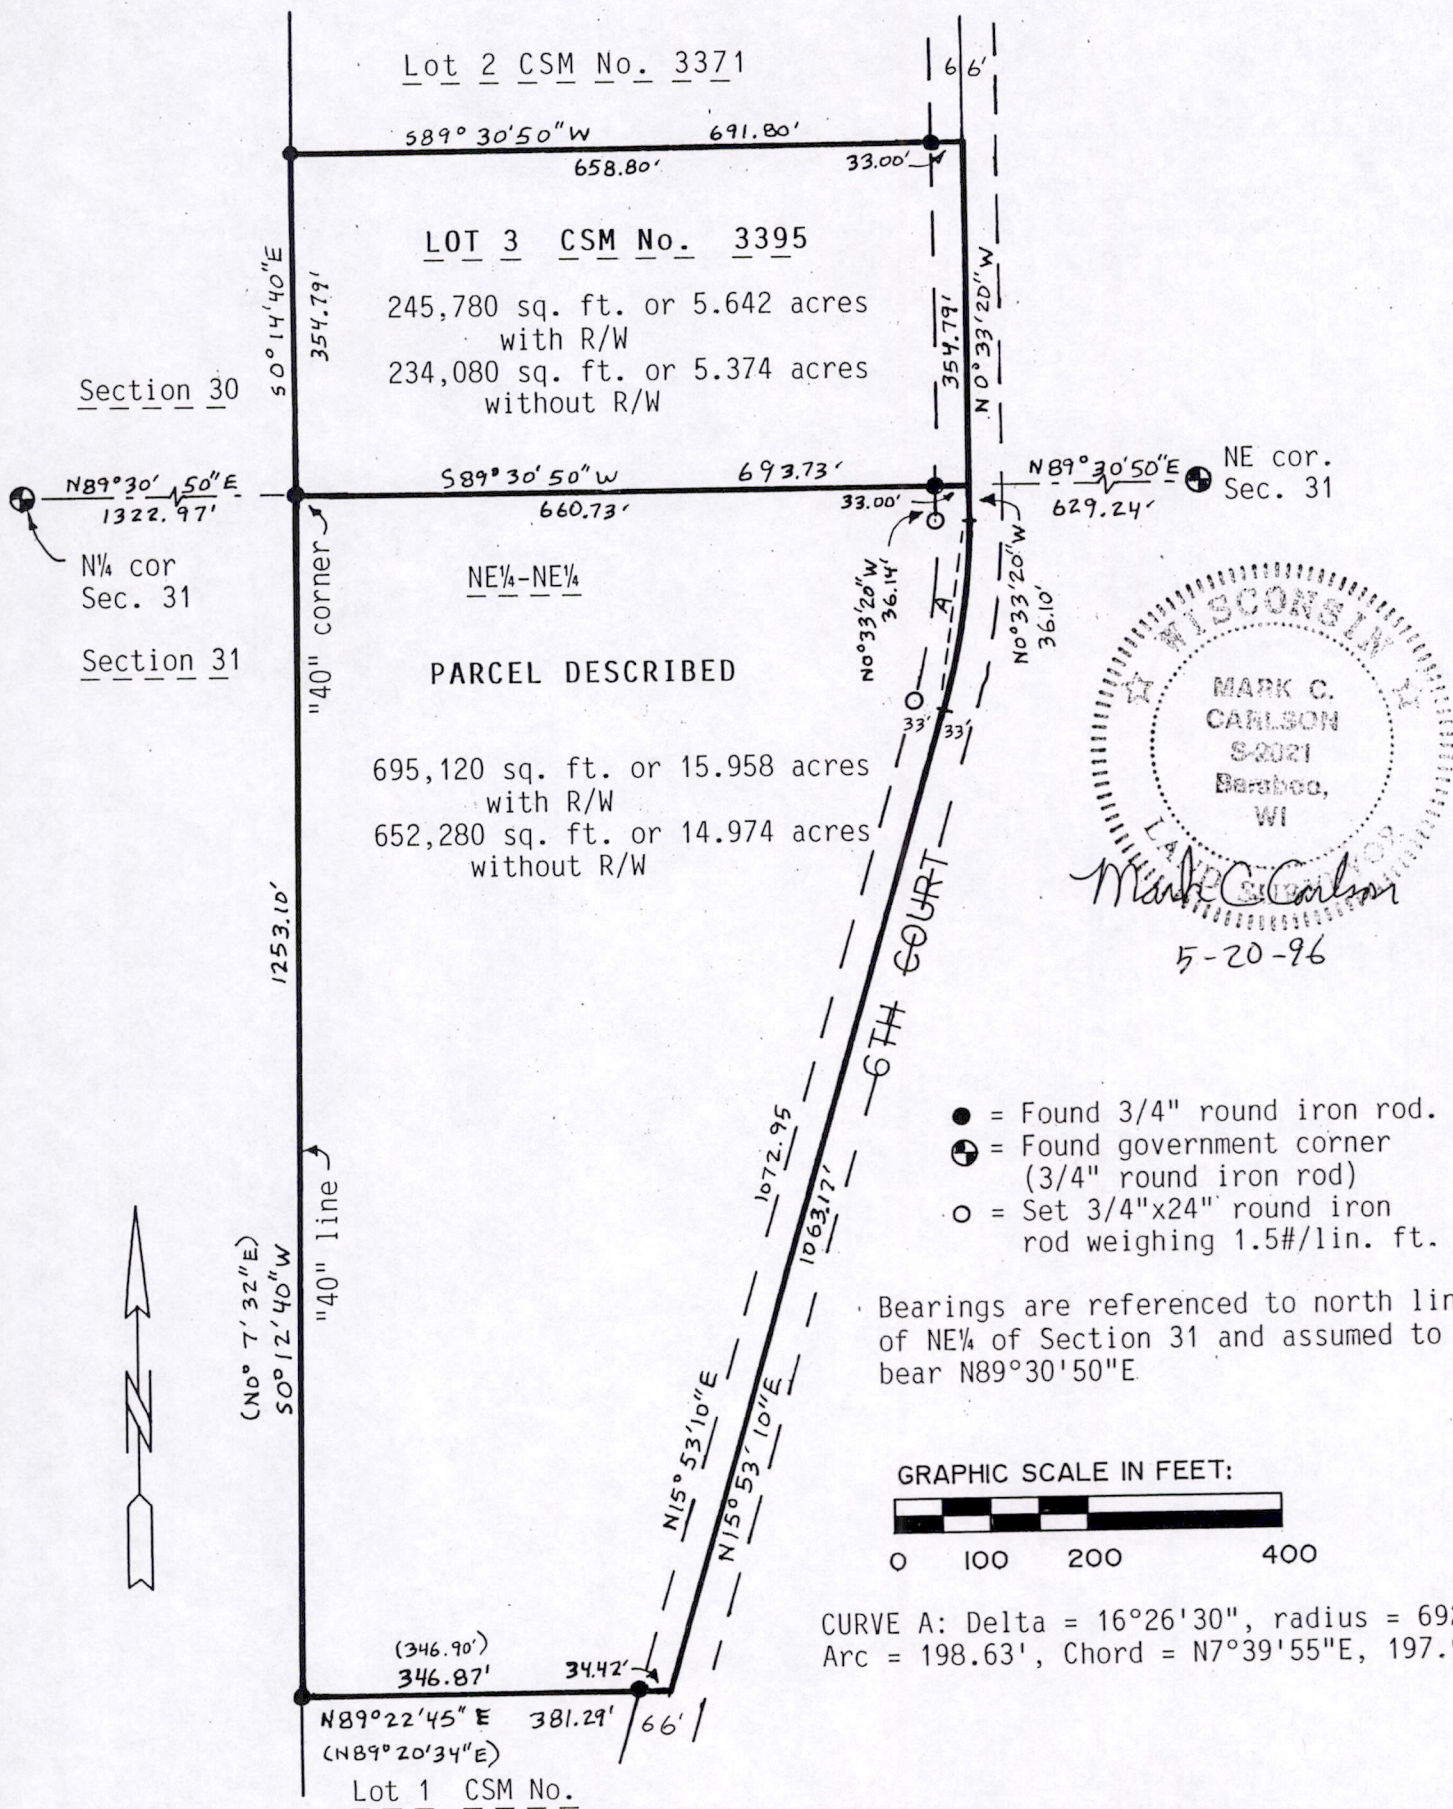 Lot 2 CSM No. 3371
66'
S89°30'50"W 691.80'
658.80' 33.00'
LOT 3 CSM No. 3395
245,780 sq. ft. or 5.642 acres
with R/W
234,080 sq. ft. or 5.374 acres
without R/W
S0°14'40"E
354.79'
354.79'
N0°33'20"W
Section 30
N89°30'50"E
1322.97'
S89°30'50"W 693.73'
660.73' 33.00'
N89°30'50"E
629.24'
NE cor.
Sec. 31
N¼ cor
Sec. 31
Section 31
"40" corner
NE¼-NE¼
N0°33'20"W
36.14'
A
N0°33'20"W
36.10'
PARCEL DESCRIBED
33' 33'
695,120 sq. ft. or 15.958 acres
with R/W
652,280 sq. ft. or 14.974 acres
without R/W
WISCONSIN
MARK C.
CARLSON
S-2021
Baraboo,
WI
LAND SURVEYOR
Mark C. Carlson
5-20-96
1253.10'
6TH COURT
1072.95
1063.17'
"40" line
(N0°7'32"E)
S0°12'40"W
N15°53'10"E
N15°53'10"E
N
= Found 3/4" round iron rod.
= Found government corner
(3/4" round iron rod)
= Set 3/4"x24" round iron
rod weighing 1.5#/lin. ft.
Bearings are referenced to north lin
of NE¼ of Section 31 and assumed to
bear N89°30'50"E
GRAPHIC SCALE IN FEET:
0 100 200 400
CURVE A: Delta = 16°26'30", radius = 69
Arc = 198.63', Chord = N7°39'55"E, 197.
(346.90')
346.87' 34.42'
N89°22'45"E 381.29' 66'
(N89°20'34"E)
Lot 1 CSM No.